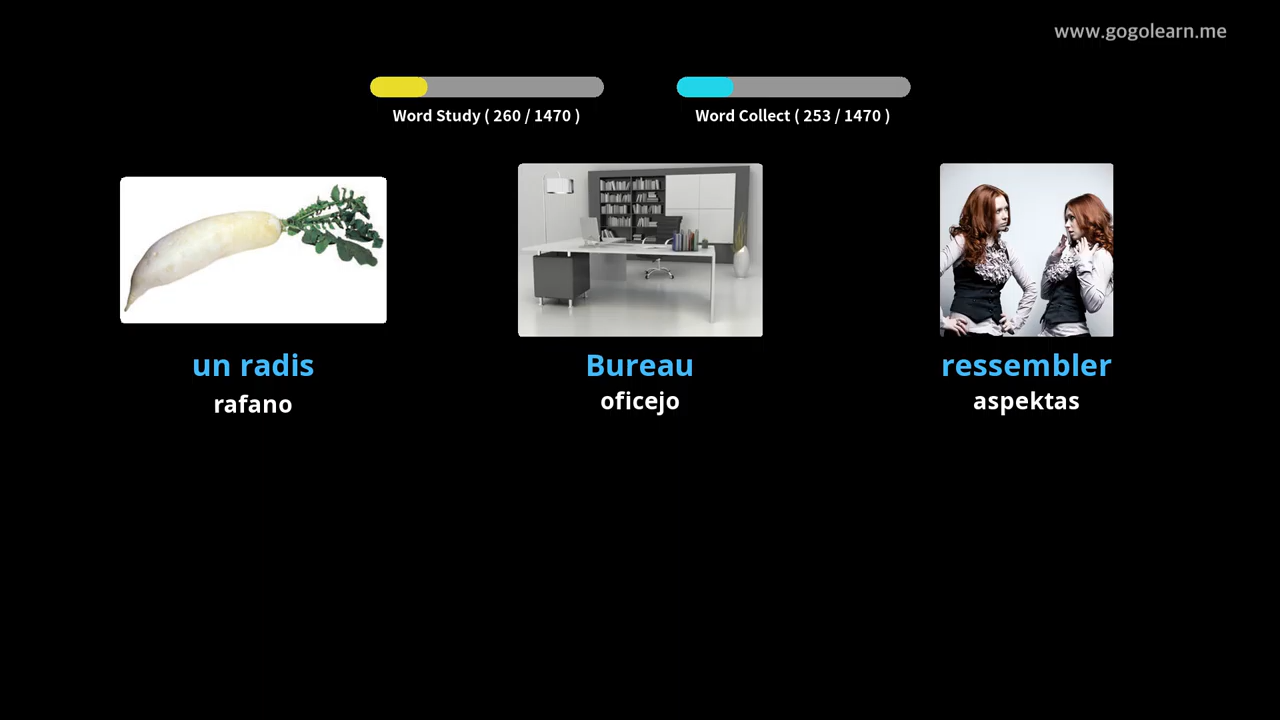 www.gogolearn.me
Word Study ( 260 / 1470 )
Word Collect ( 253 / 1470 )
un radis
Bureau
ressembler
rafano
oficejo
aspektas